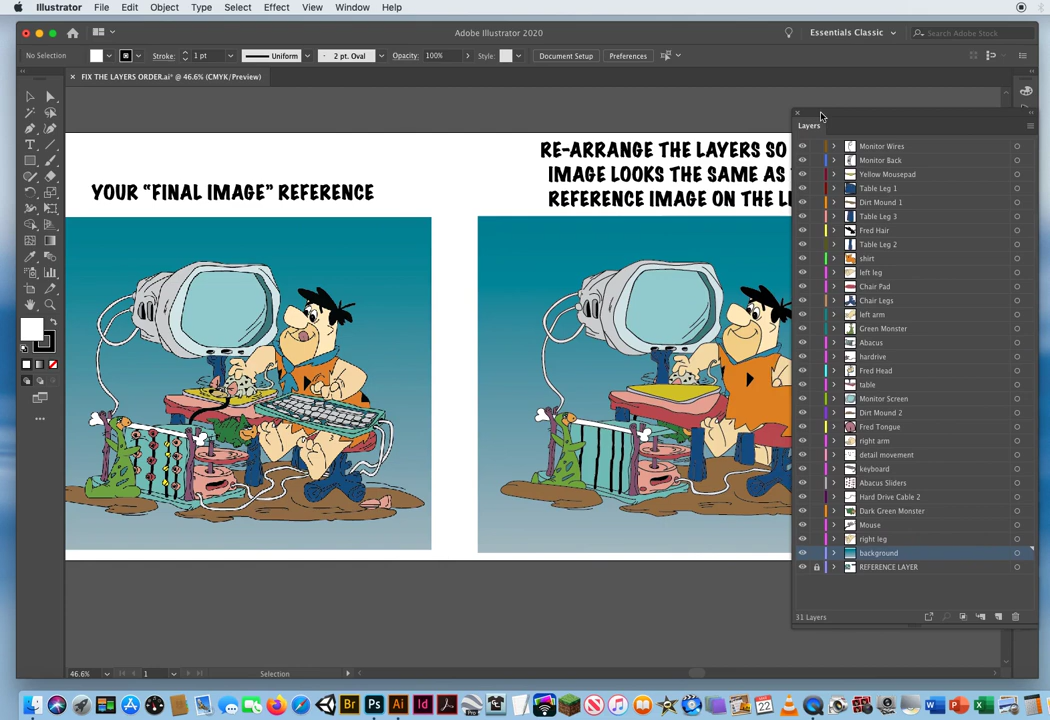 Illustrator File Edit Object Type Select Effect View Window Help
Adobe Illustrator 2020
Essentials Classic
Search Adobe Stock
No Selection
Stroke: 1 pt
Uniform
2 pt. Oval
Opacity: 100%
Style:
Document Setup
Preferences
FIX THE LAYERS ORDER.ai* @ 46.6% (CMYK/Preview)
YOUR “FINAL IMAGE” REFERENCE
RE-ARRANGE THE LAYERS SO
IMAGE LOOKS THE SAME AS
REFERENCE IMAGE ON THE
Layers
Monitor Wires
Monitor Back
Yellow Mousepad
Table Leg 1
Dirt Mound 1
Table Leg 3
Fred Hair
Table Leg 2
shirt
left leg
Chair Pad
Chair Legs
left arm
Green Monster
Abacus
hardrive
Fred Head
table
Monitor Screen
Dirt Mound 2
Fred Tongue
right arm
detail movement
keyboard
Abacus Sliders
Hard Drive Cable 2
Dark Green Monster
Mouse
right leg
background
REFERENCE LAYER
31 Layers
46.6%
1
Selection
Br Ps Ai Id